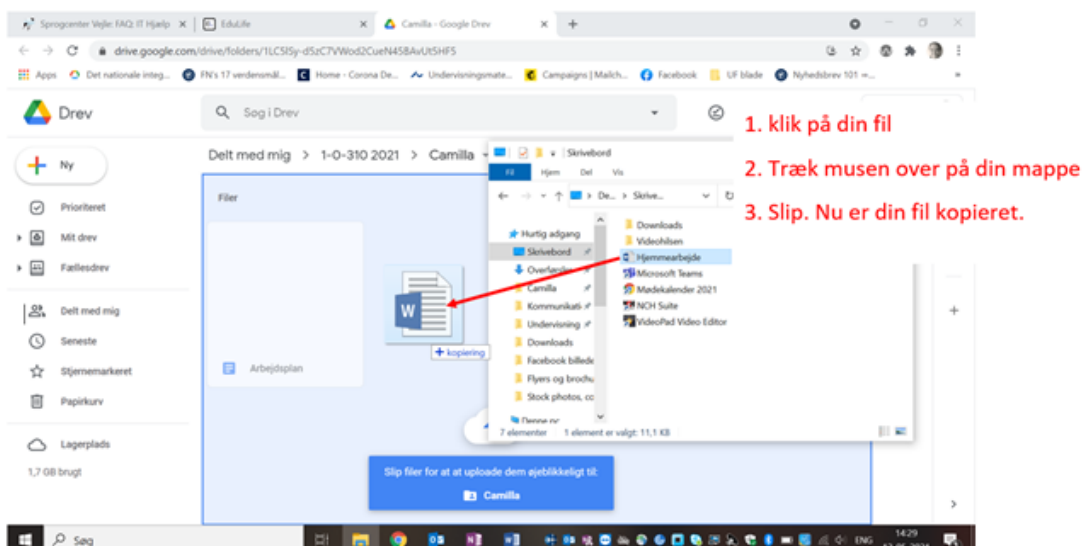 Sprogcenter Vejle: FAQ: IT Hjælp
EduLife
Camilla - Google Drev
drive.google.com/drive/folders/1LC5lSy-d5zC7VWod2CueN458AvUt5HF5
Apps
Det nationale integ...
FN's 17 verdensmål...
Home - Corona De...
Undervisningsmate...
Campaigns | Mailch...
Facebook
UF blade
Nyhedsbrev 101 –...
Drev
Søg i Drev
1. klik på din fil
2. Træk musen over på din mappe
3. Slip. Nu er din fil kopieret.
Ny
Prioriteret
Mit drev
Fællesdrev
Delt med mig
Seneste
Stjernemarkeret
Papirkurv
Lagerplads
1,7 GB brugt
Delt med mig > 1-0-310 2021 > Camilla
Filer
Arbejdsplan
W
+ kopiering
Slip filer for at at uploade dem øjeblikkeligt til:
Camilla
Skrivebord
Fil Hjem Del Vis
De... > Skrive...
Hurtig adgang
Skrivebord
Overførsler
Camilla
Kommunikati
Undervisning
Downloads
Facebook billede
Flyers og brochu
Stock photos, cc
Denne pc
Downloads
Videohilsen
Hjemmearbejde
Microsoft Teams
Mødekalender 2021
NCH Suite
VideoPad Video Editor
7 elementer 1 element er valgt: 11,1 KB
Søg
ENG
14:29